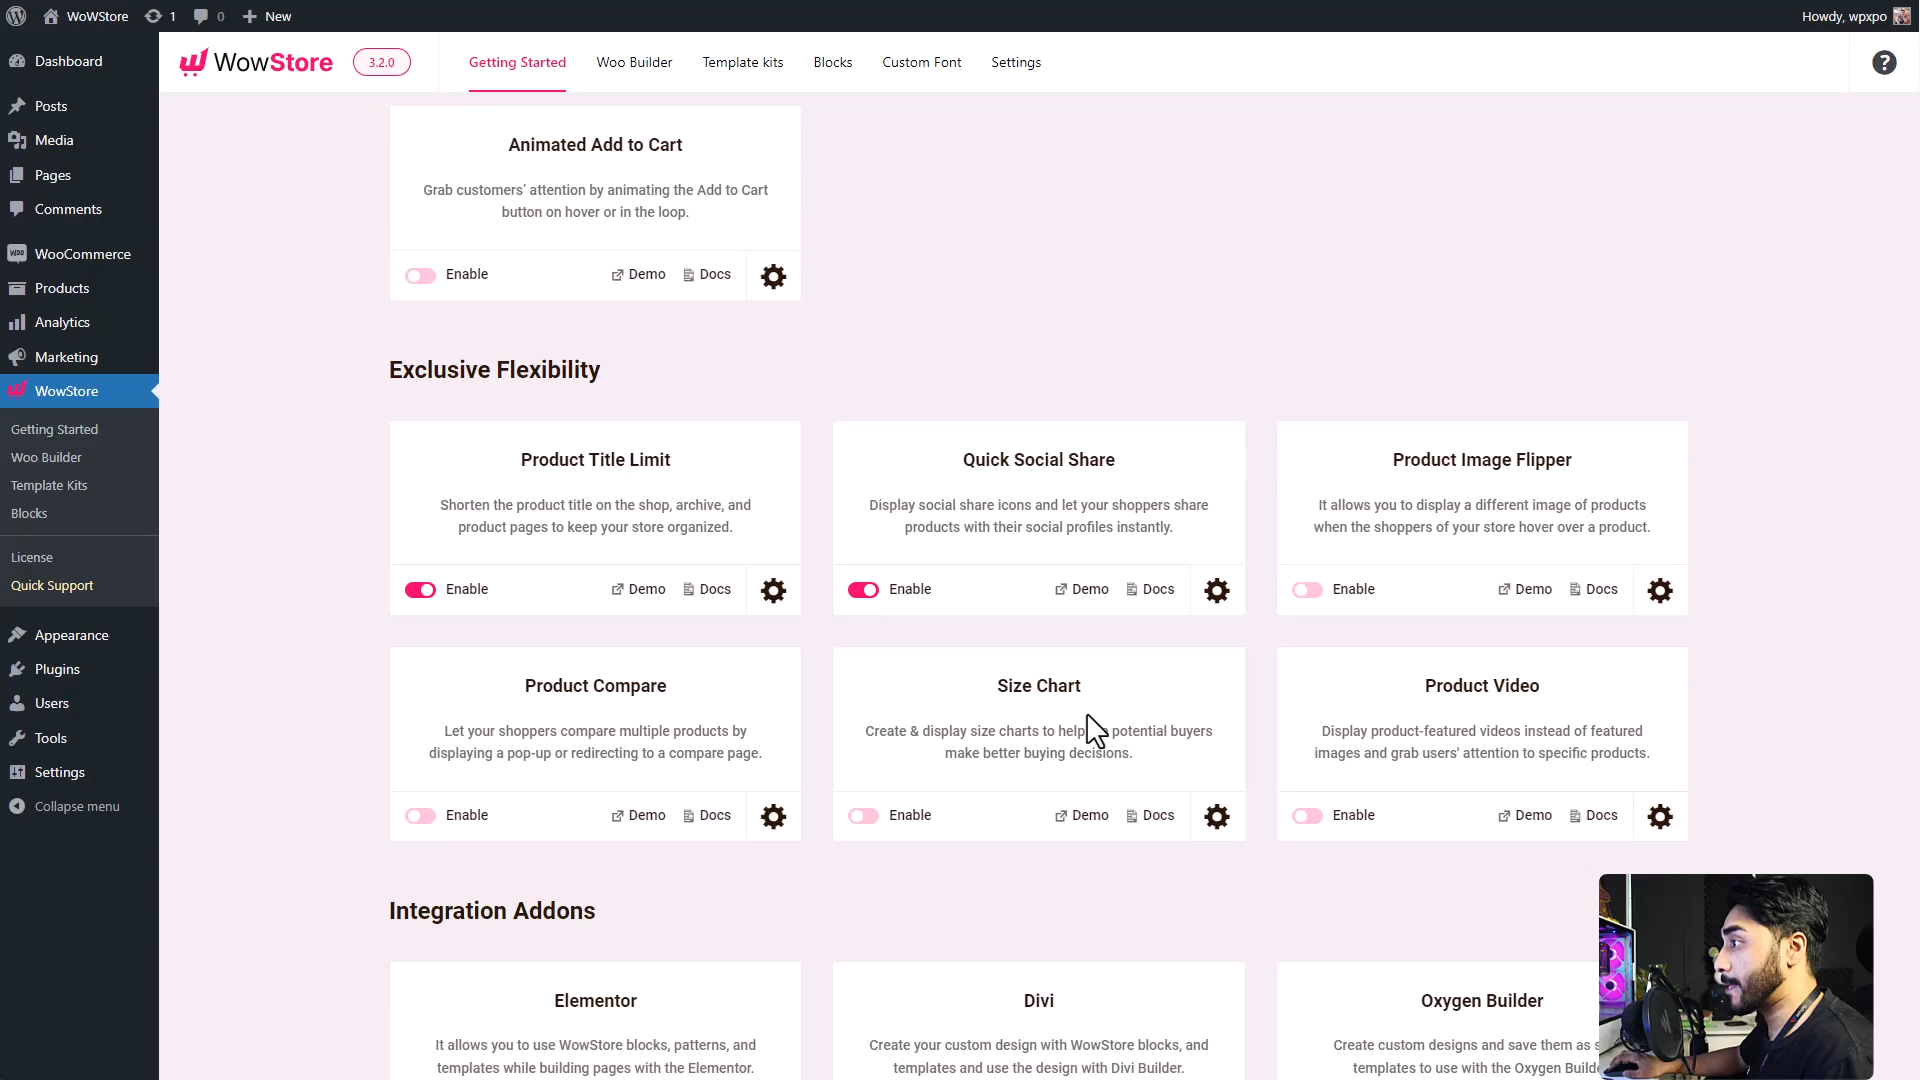 WoWStore 1 0 New
Howdy, wpxpo
WowStore 3.2.0
Getting Started Woo Builder Template kits Blocks Custom Font Settings
Dashboard
Posts
Media
Pages
Comments
WooCommerce
Products
Analytics
Marketing
WowStore
Getting Started
Woo Builder
Template Kits
Blocks
License
Quick Support
Appearance
Plugins
Users
Tools
Settings
Collapse menu
Animated Add to Cart
Grab customers’ attention by animating the Add to Cart
button on hover or in the loop.
Enable Demo Docs
Exclusive Flexibility
Product Title Limit
Shorten the product title on the shop, archive, and
product pages to keep your store organized.
Enable Demo Docs
Quick Social Share
Display social share icons and let your shoppers share
products with their social profiles instantly.
Enable Demo Docs
Product Image Flipper
It allows you to display a different image of products
when the shoppers of your store hover over a product.
Enable Demo Docs
Product Compare
Let your shoppers compare multiple products by
displaying a pop-up or redirecting to a compare page.
Enable Demo Docs
Size Chart
Create & display size charts to help potential buyers
make better buying decisions.
Enable Demo Docs
Product Video
Display product-featured videos instead of featured
images and grab users' attention to specific products.
Enable Demo Docs
Integration Addons
Elementor
It allows you to use WowStore blocks, patterns, and
templates while building pages with the Elementor.
Divi
Create your custom design with WowStore blocks, and
templates and use the design with Divi Builder.
Oxygen Builder
Create custom designs and save them as
templates to use with the Oxygen